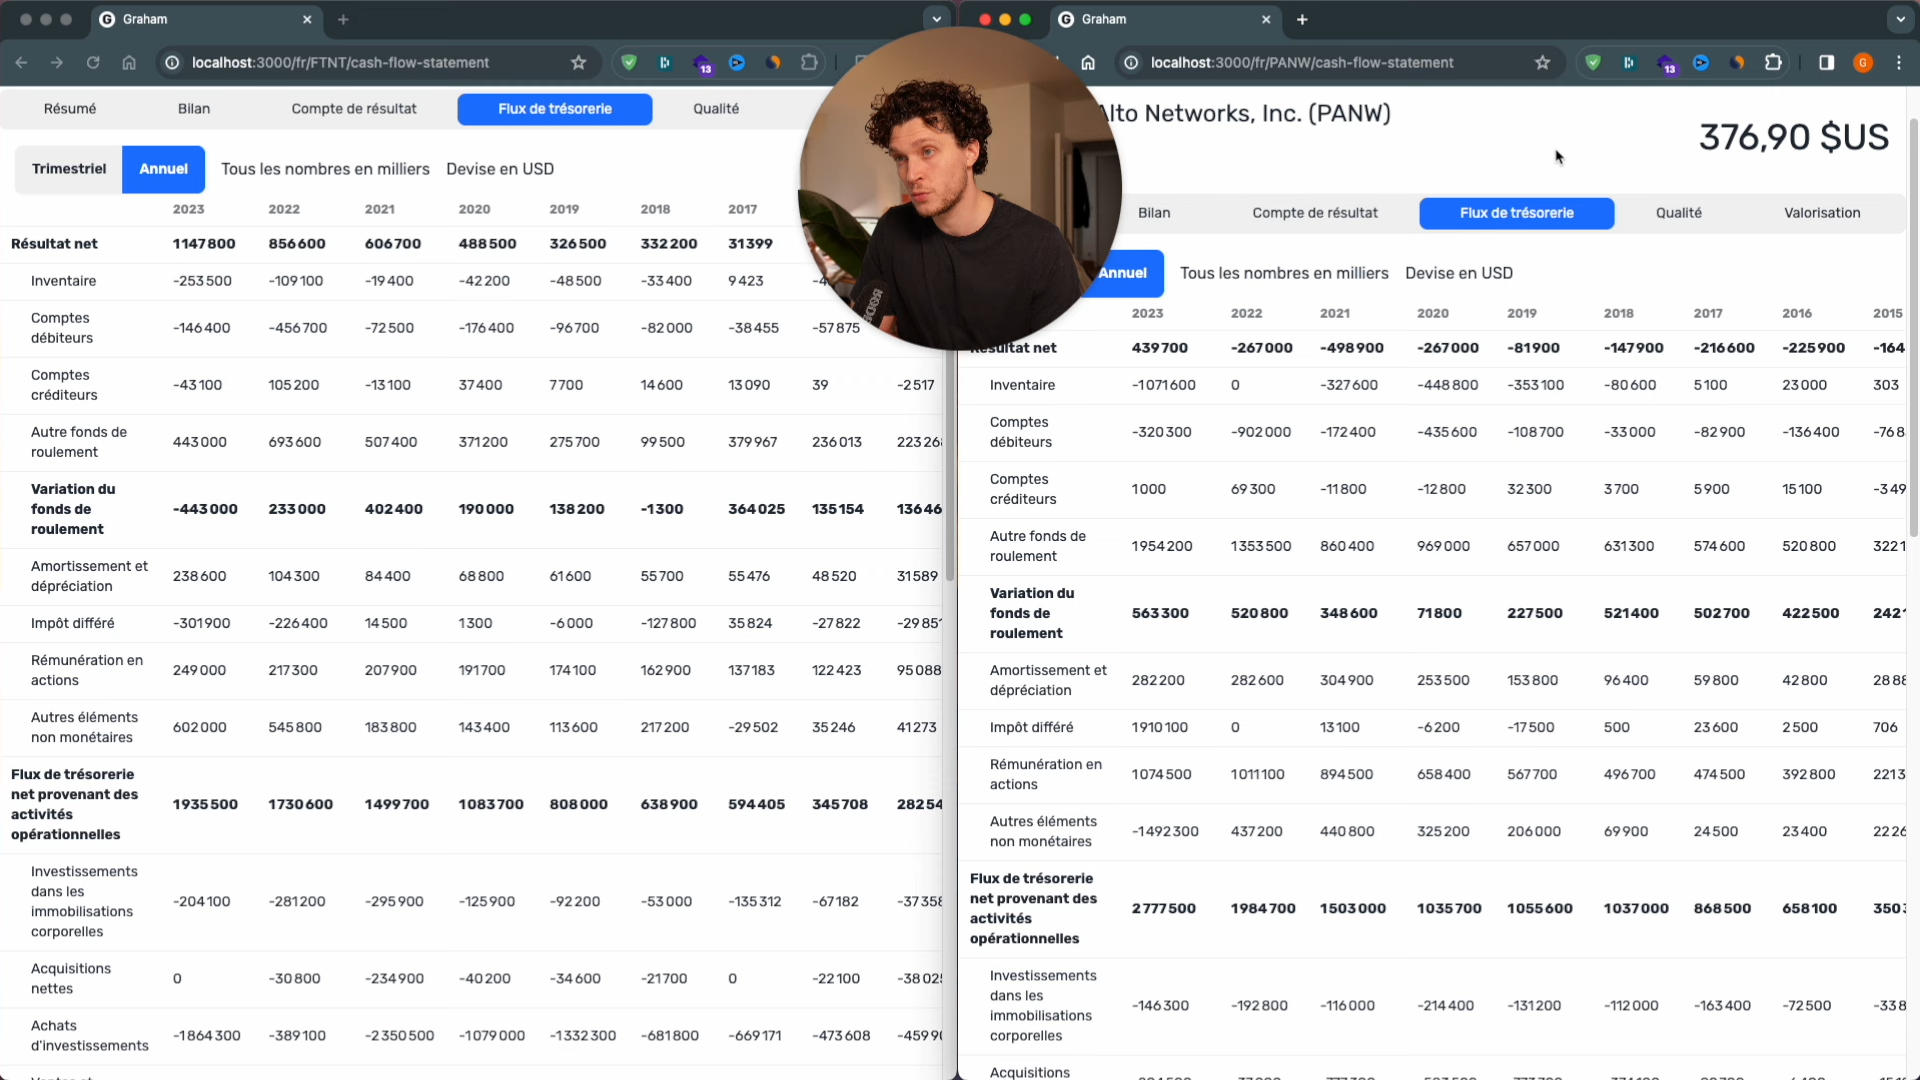 Graham
localhost:3000/fr/FTNT/cash-flow-statement
13
Résumé Bilan Compte de résultat Flux de trésorerie Qualité
Trimestriel Annuel Tous les nombres en milliers Devise en USD
2023 2022 2021 2020 2019 2018 2017
Résultat net 1147800 856600 606700 488500 326500 332200 31399
Inventaire -253500 -109100 -19400 -42200 -48500 -33400 9423
Comptes
débiteurs -146400 -456700 -72500 -176400 -96700 -82000 -38455 -57875
Comptes
créditeurs -43100 105200 -13100 37400 7700 14600 13090 39 -2517
Autre fonds de
roulement 443000 693600 507400 371200 275700 99500 379967 236013 22326
Variation du
fonds de
roulement -443000 233000 402400 190000 138200 -1300 364025 135154 13646
Amortissement et
dépréciation 238600 104300 84400 68800 61600 55700 55476 48520 31589
Impôt différé -301900 -226400 14500 1300 -6000 -127800 35824 -27822 -2985
Rémunération en
actions 249000 217300 207900 191700 174100 162900 137183 122423 95088
Autres éléments
non monétaires 602000 545800 183800 143400 113600 217200 -29502 35246 41273
Flux de trésorerie
net provenant des
activités
opérationnelles 1935500 1730600 1499700 1083700 808000 638900 594405 345708 28254
Investissements
dans les
immobilisations
corporelles -204100 -281200 -295900 -125900 -92200 -53000 -135312 -67182 -3735
Acquisitions
nettes 0 -30800 -234900 -40200 -34600 -21700 0 -22100 -3802
Achats
d'investissements -1864300 -389100 -2350500 -1079000 -1332300 -681800 -669171 -473608 -4599
Graham
localhost:3000/fr/PANW/cash-flow-statement
13
G
Alto Networks, Inc. (PANW)
376,90 $US
Bilan Compte de résultat Flux de trésorerie Qualité Valorisation
Annuel Tous les nombres en milliers Devise en USD
2023 2022 2021 2020 2019 2018 2017 2016 2015
Résultat net 439700 -267000 -498900 -267000 -81900 -147900 -216600 -225900 -164
Inventaire -1071600 0 -327600 -448800 -353100 -80600 5100 23000 303
Comptes
débiteurs -320300 -902000 -172400 -435600 -108700 -33000 -82900 -136400 -768
Comptes
créditeurs 1000 69300 -11800 -12800 32300 3700 5900 15100 -349
Autre fonds de
roulement 1954200 1353500 860400 969000 657000 631300 574600 520800 3221
Variation du
fonds de
roulement 563300 520800 348600 71800 227500 521400 502700 422500 2421
Amortissement et
dépréciation 282200 282600 304900 253500 153800 96400 59800 42800 288
Impôt différé 1910100 0 13100 -6200 -17500 500 23600 2500 706
Rémunération en
actions 1074500 1011100 894500 658400 567700 496700 474500 392800 2213
Autres éléments
non monétaires -1492300 437200 440800 325200 206000 69900 24500 23400 222
Flux de trésorerie
net provenant des
activités
opérationnelles 2777500 1984700 1503000 1035700 1055600 1037000 868500 658100 350
Investissements
dans les
immobilisations
corporelles -146300 -192800 -116000 -214400 -131200 -112000 -163400 -72500 -338
Acquisitions